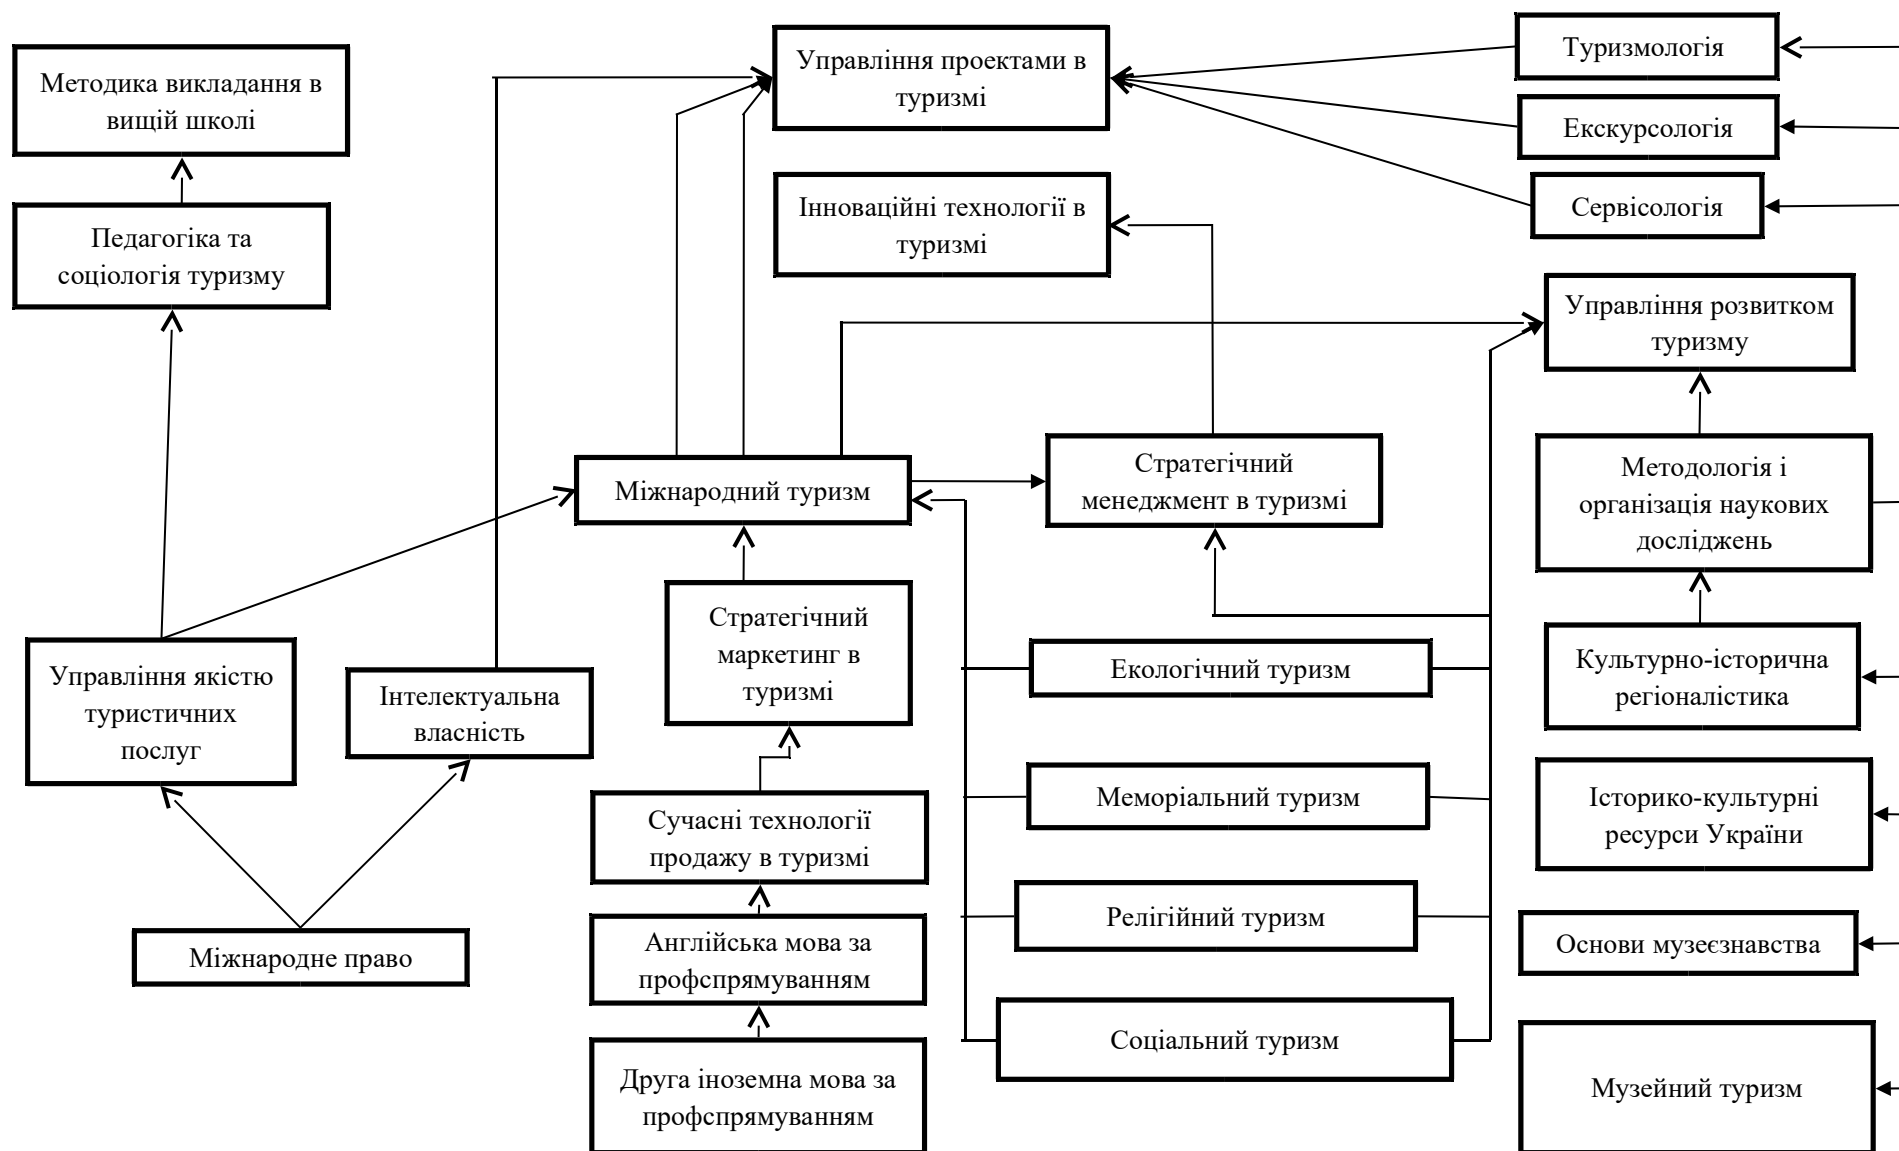 Методика викладання в
вищій школі
Педагогіка та
соціологія туризму
Управління якістю
туристичних
послуг
Інтелектуальна
власність
Міжнародне право
Управління проектами в
туризмі
Інноваційні технології в
туризмі
Міжнародний туризм
Стратегічний
маркетинг в
туризмі
Сучасні технології
продажу в туризмі
Англійська мова за
профспрямуванням
Друга іноземна мова за
профспрямуванням
Стратегічний
менеджмент в туризмі
Екологічний туризм
Меморіальний туризм
Релігійний туризм
Соціальний туризм
Туризмологія
Екскурсологія
Сервісологія
Управління розвитком
туризму
Методологія і
організація наукових
досліджень
Культурно-історична
регіоналістика
Історико-культурні
ресурси України
Основи музеєзнавства
Музейний туризм